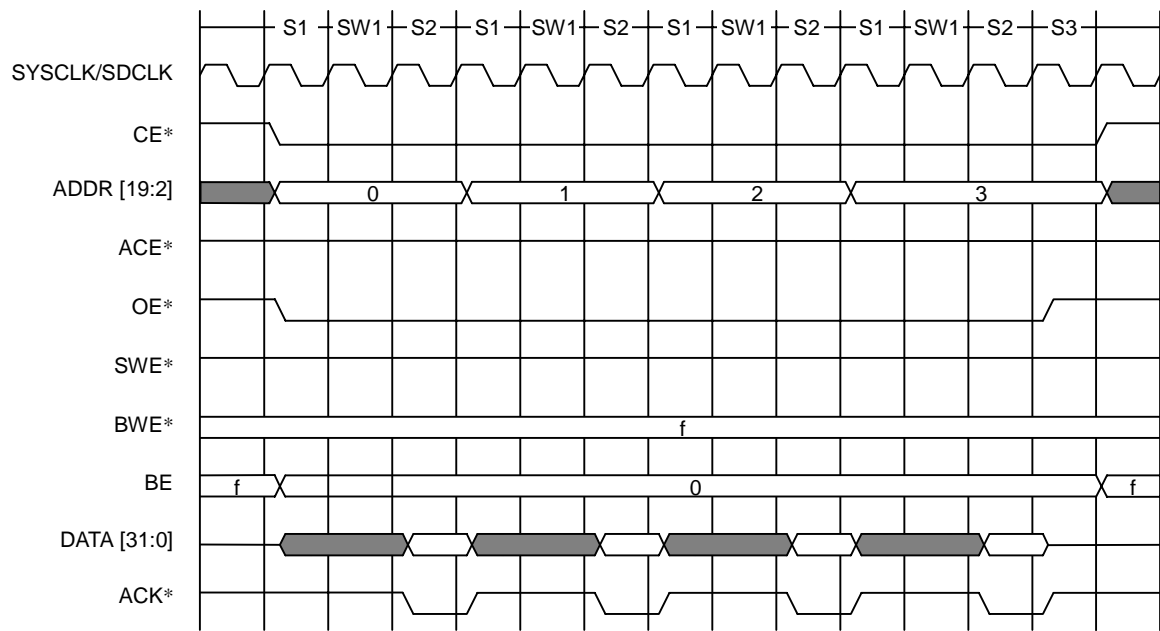 S1 SW1 S2 S1 SW1 S2 S1 SW1 S2 S1 SW1 S2 S3
SYSCLK/SDCLK
CE*
ADDR [19:2] 0 1 2 3
ACE*
OE*
SWE*
BWE* f
BE f 0 f
DATA [31:0]
ACK*